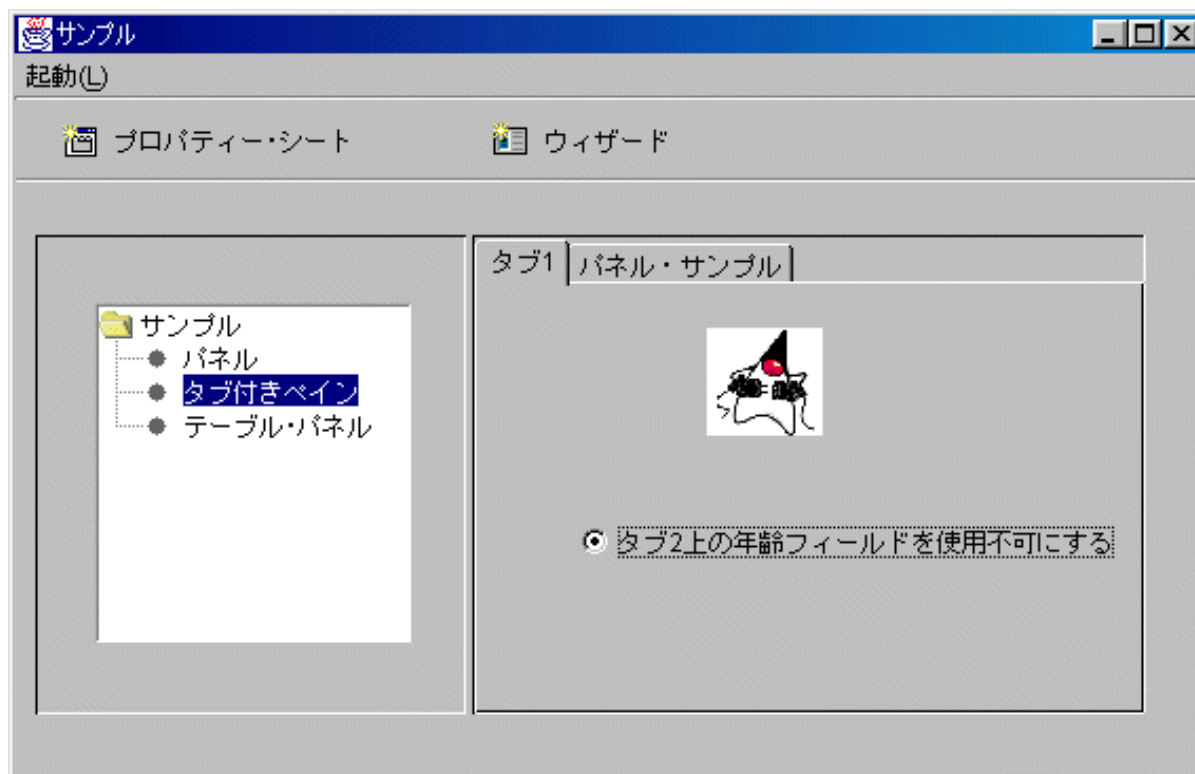 サンプル
起動(L)
プロパティー・シート
ウィザード
サンプル
パネル
タブ付きペイン
テーブル・パネル
タブ1
パネル・サンプル
タブ2上の年齢フィールドを使用不可にする